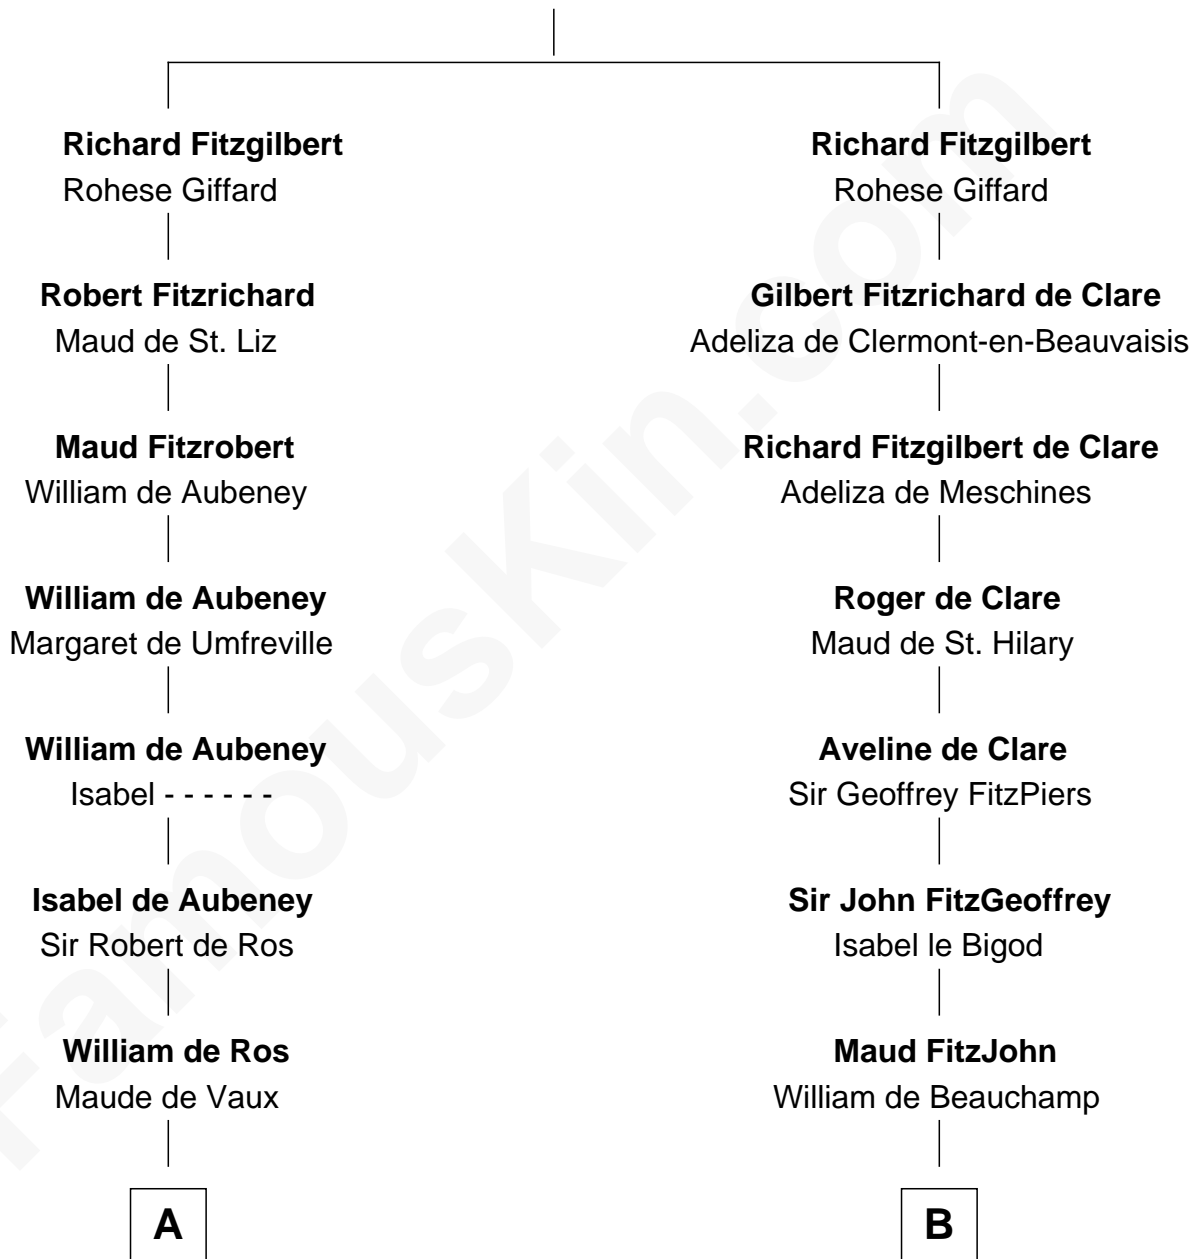 Richard Fitzgilbert
Rohese Giffard
Robert Fitzrichard
Maud de St. Liz
Maud Fitzrobert
William de Aubeney
William de Aubeney
Margaret de Umfreville
William de Aubeney
Isabel - - - - - -
Isabel de Aubeney
Sir Robert de Ros
William de Ros
Maude de Vaux
A
Richard Fitzgilbert
Rohese Giffard
Gilbert Fitzrichard de Clare
Adeliza de Clermont-en-Beauvaisis
Richard Fitzgilbert de Clare
Adeliza de Meschines
Roger de Clare
Maud de St. Hilary
Aveline de Clare
Sir Geoffrey FitzPiers
Sir John FitzGeoffrey
Isabel le Bigod
Maud FitzJohn
William de Beauchamp
B
FamousKin.com